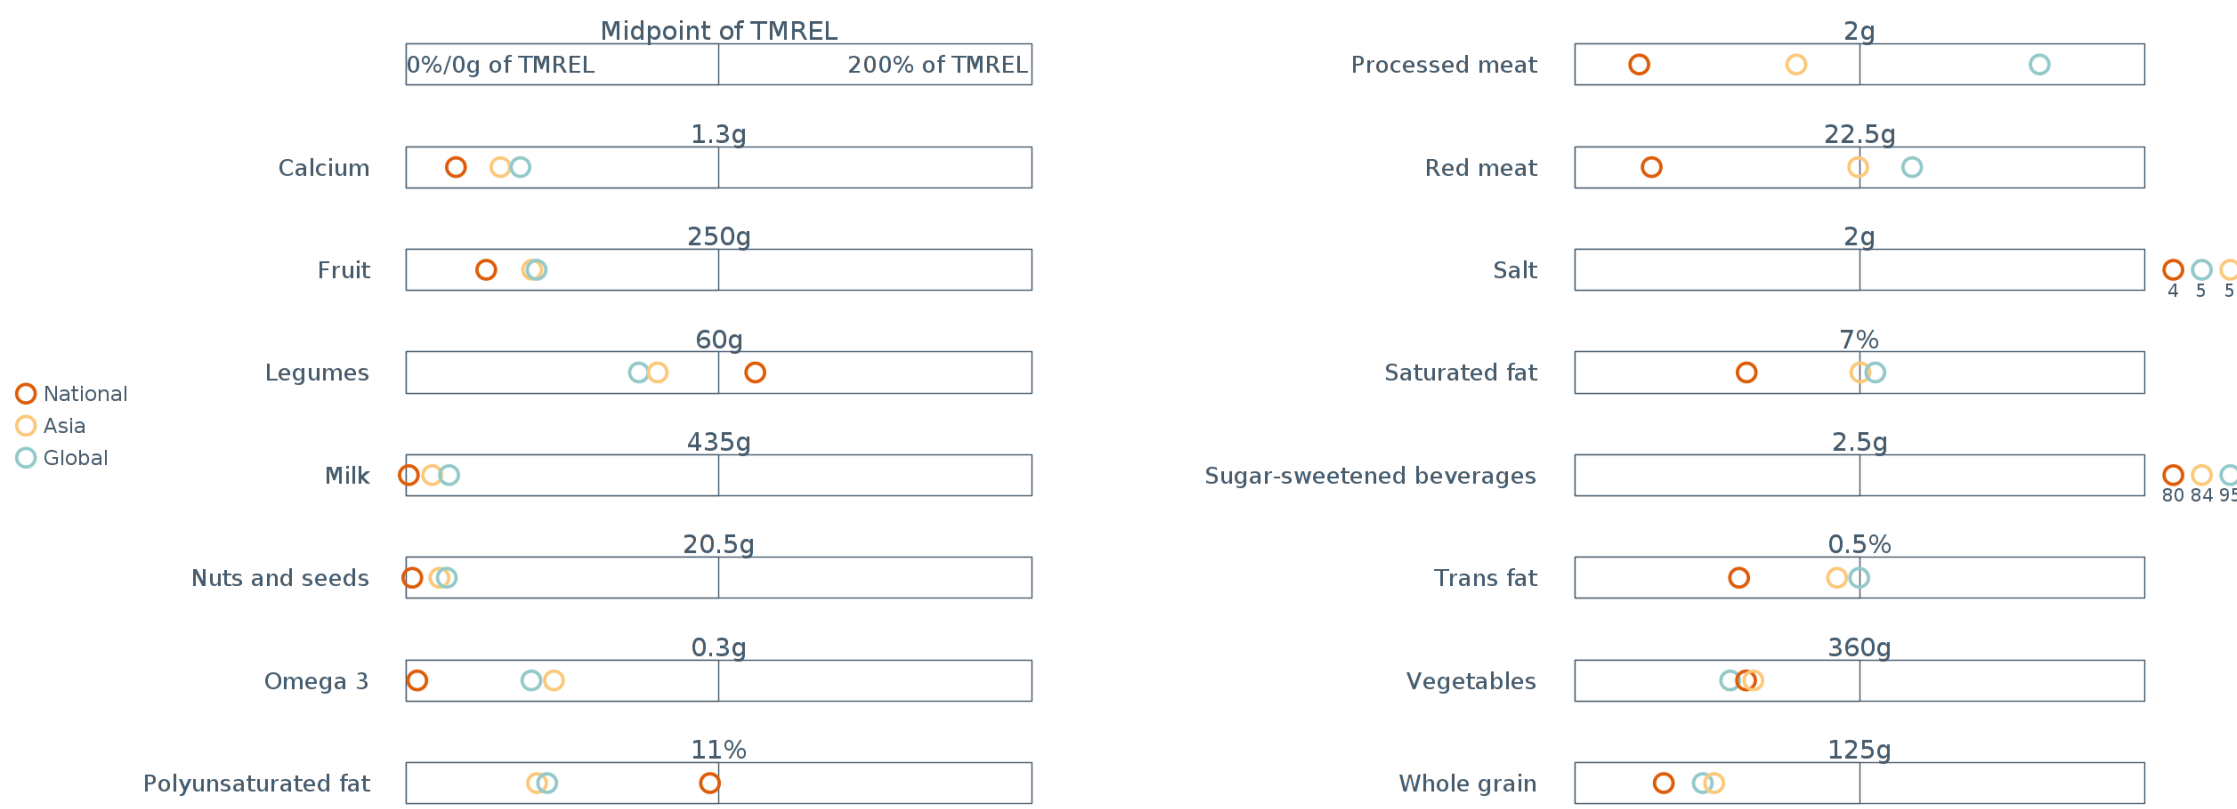 Midpoint of TMREL
0%/0g of TMREL 200% of TMREL
1.3g
Calcium
250g
Fruit
60g
Legumes
National
Asia
Global
435g
Milk
20.5g
Nuts and seeds
0.3g
Omega 3
11%
Polyunsaturated fat
2g
Processed meat
22.5g
Red meat
2g
Salt
4 5 5
7%
Saturated fat
2.5g
Sugar-sweetened beverages
80 84 95
0.5%
Trans fat
360g
Vegetables
125g
Whole grain